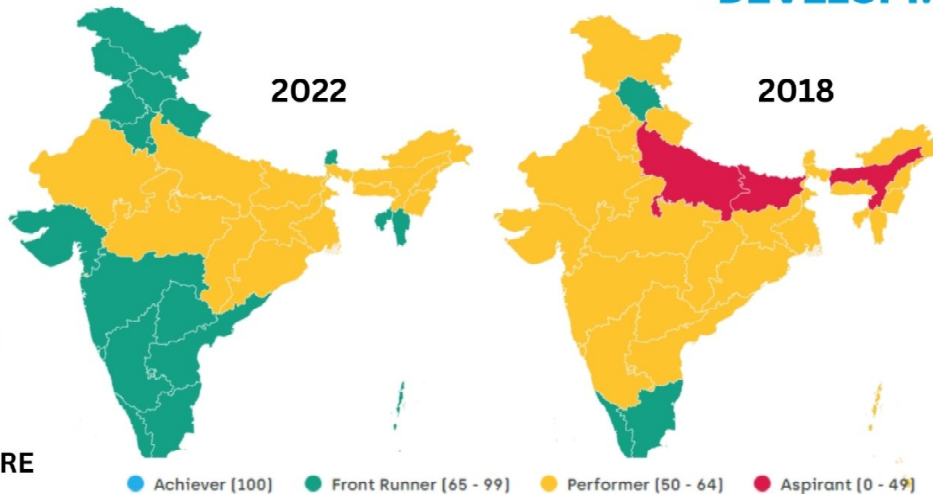 2022
2018
RE
Achiever (100) Front Runner (65 - 99) Performer (50 - 64) Aspirant (0 - 49)